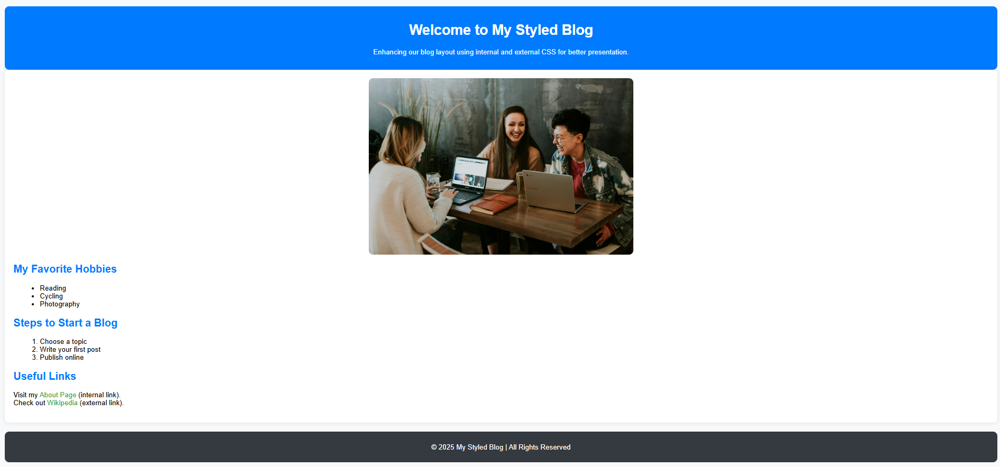 Welcome to My Styled Blog
Enhancing our blog layout using internal and external CSS for better presentation.
My Favorite Hobbies
• Reading
• Cycling
• Photography
Steps to Start a Blog
1. Choose a topic
2. Write your first post
3. Publish online
Useful Links
Visit my About Page (internal link).
Check out Wikipedia (external link).
© 2025 My Styled Blog | All Rights Reserved